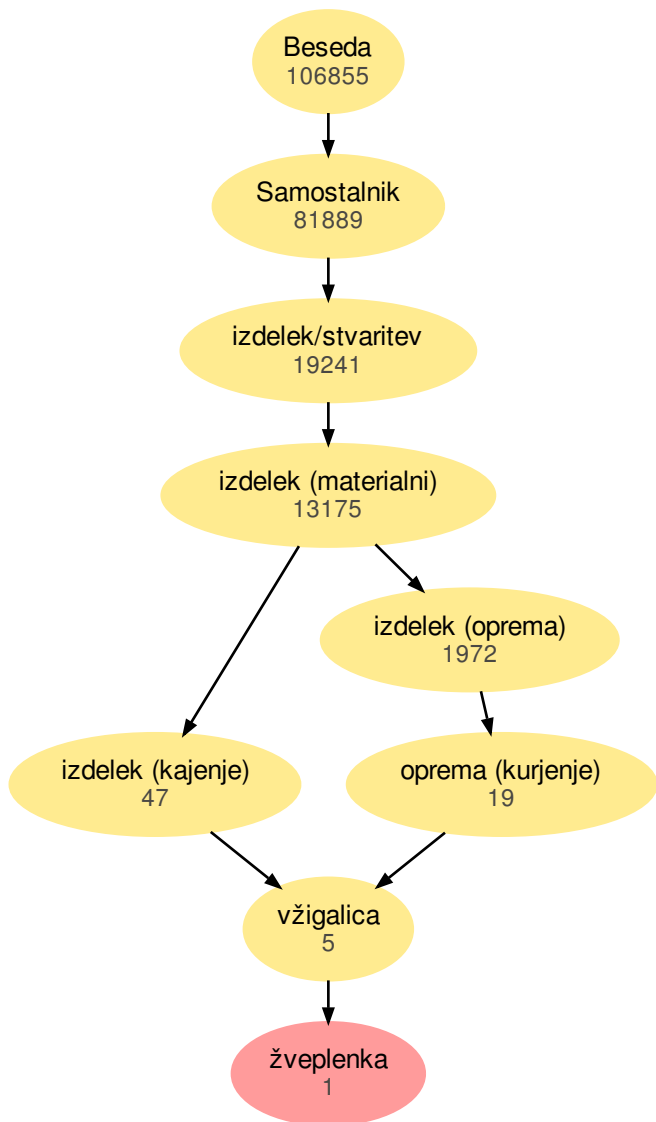 Beseda
106855
Samostalnik
81889
izdelek/stvaritev
19241
izdelek (materialni)
13175
izdelek (oprema)
1972
izdelek (kajenje)
47
oprema (kurjenje)
19
vžigalica
5
žveplenka
1